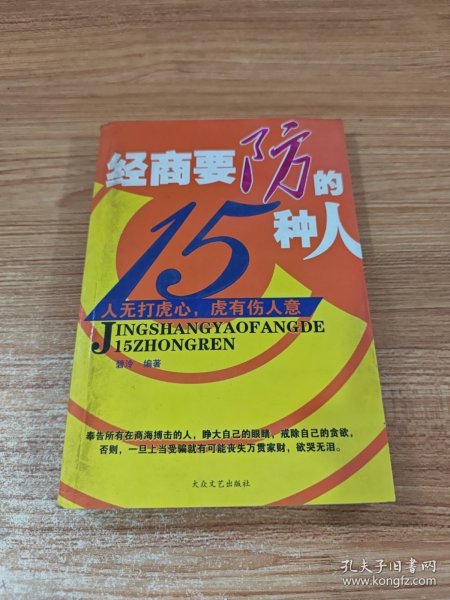 经商要防的
15种人
人无打虎心，虎有伤人意
JINGSHANGYAOFANGDE
15ZHONGREN
编著
奉告所有在商海搏击的人，睁大自己的眼睛，戒除自己的贪欲，
否则，一旦上当受骗就有可能丧失万贯家财，欲哭无泪。
大众文艺出版社
孔夫子旧书网
www.kongfz.com